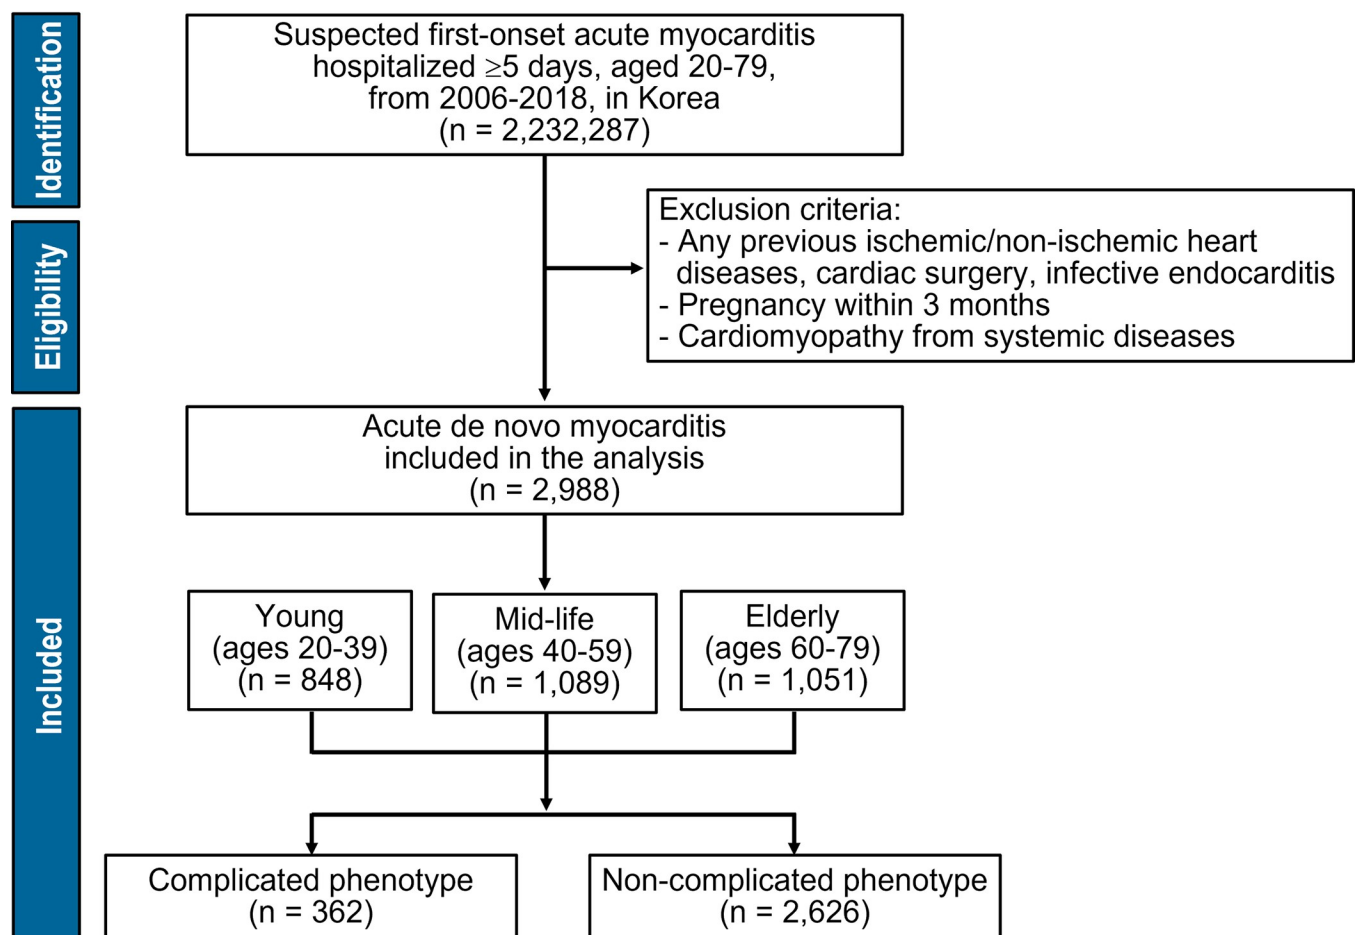 Identification
Suspected first-onset acute myocarditis
hospitalized ≥5 days, aged 20-79,
from 2006-2018, in Korea
(n = 2,232,287)
Eligibility
Exclusion criteria:
- Any previous ischemic/non-ischemic heart
diseases, cardiac surgery, infective endocarditis
- Pregnancy within 3 months
- Cardiomyopathy from systemic diseases
Included
Acute de novo myocarditis
included in the analysis
(n = 2,988)
Young
(ages 20-39)
(n = 848)
Mid-life
(ages 40-59)
(n = 1,089)
Elderly
(ages 60-79)
(n = 1,051)
Complicated phenotype
(n = 362)
Non-complicated phenotype
(n = 2,626)